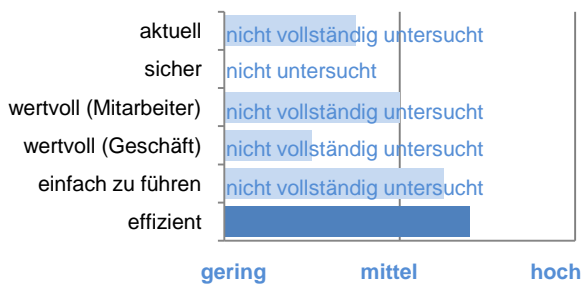 aktuell nicht vollständig untersucht
sicher nicht untersucht
wertvoll (Mitarbeiter) nicht vollständig untersucht
wertvoll (Geschäft) nicht vollständig untersucht
einfach zu führen nicht vollständig untersucht
effizient
gering mittel hoch